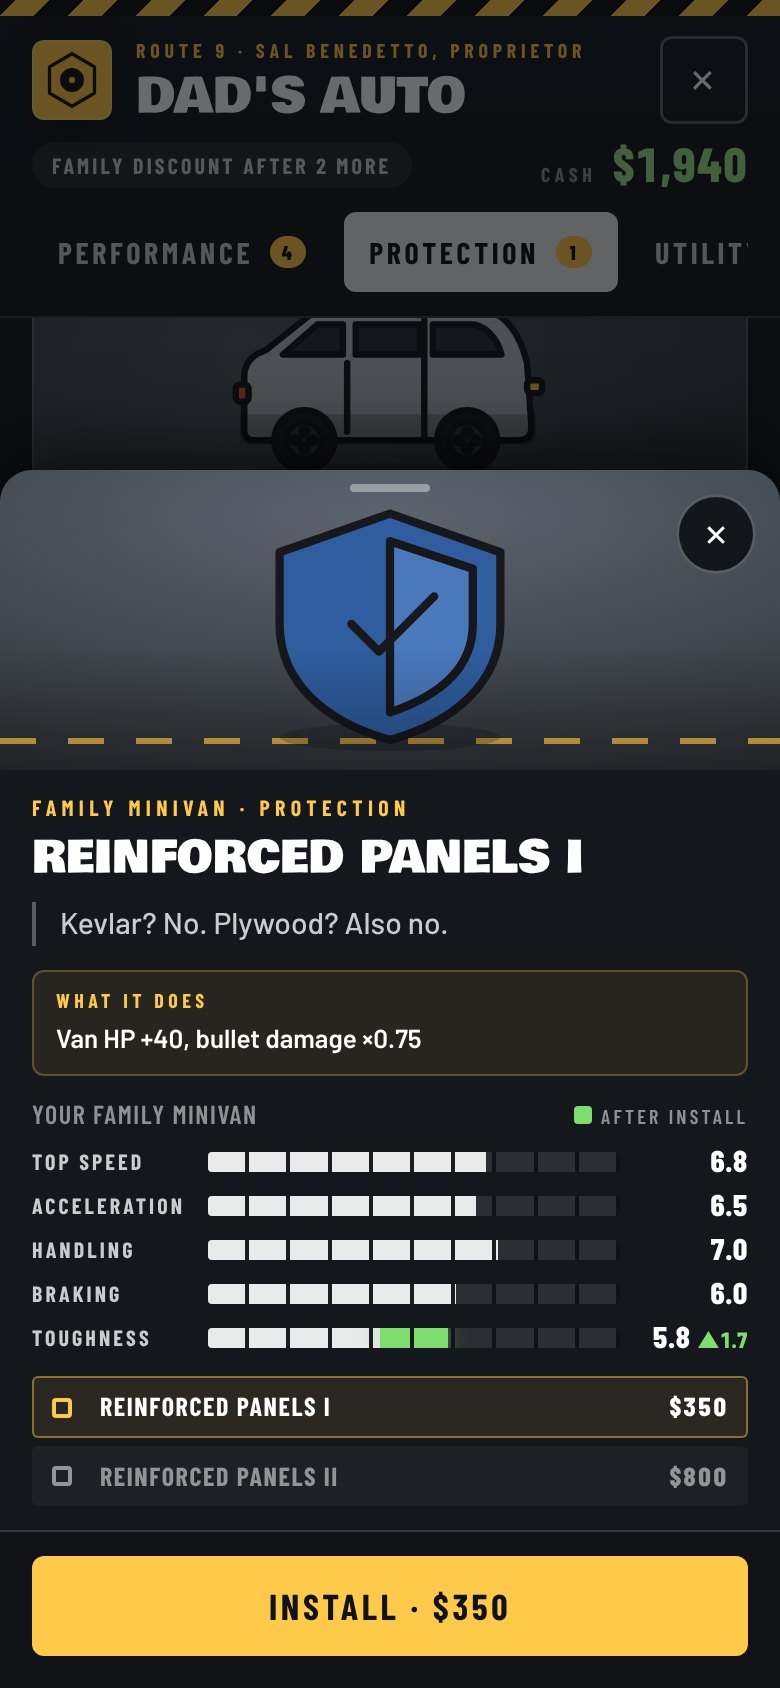 ROUTE 9 · SAL BENEDETTO, PROPRIETOR
DAD'S AUTO
FAMILY DISCOUNT AFTER 2 MORE
CASH $1,940
PERFORMANCE 4 PROTECTION 1 UTILIT
FAMILY MINIVAN · PROTECTION
REINFORCED PANELS I
Kevlar? No. Plywood? Also no.
WHAT IT DOES
Van HP +40, bullet damage ×0.75
YOUR FAMILY MINIVAN AFTER INSTALL
TOP SPEED 6.8
ACCELERATION 6.5
HANDLING 7.0
BRAKING 6.0
TOUGHNESS 5.8 ▲1.7
REINFORCED PANELS I $350
REINFORCED PANELS II $800
INSTALL · $350